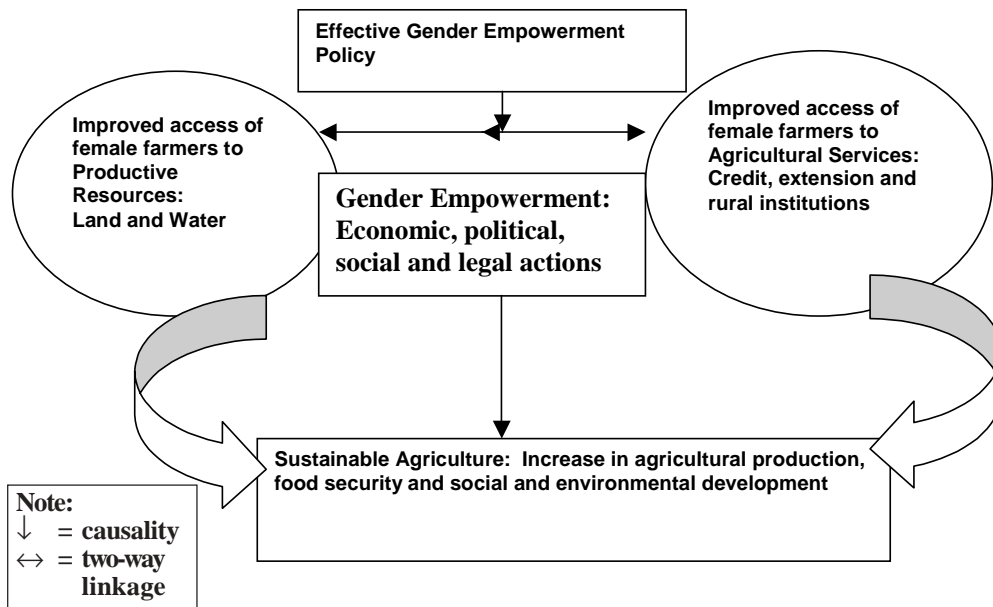 Effective Gender Empowerment
Policy
Improved access of
female farmers to
Productive
Resources:
Land and Water
Improved access of
female farmers to
Agricultural Services:
Credit, extension and
rural institutions
Gender Empowerment:
Economic, political,
social and legal actions
Sustainable Agriculture: Increase in agricultural production,
food security and social and environmental development
Note:
↓ = causality
↔ = two-way
linkage